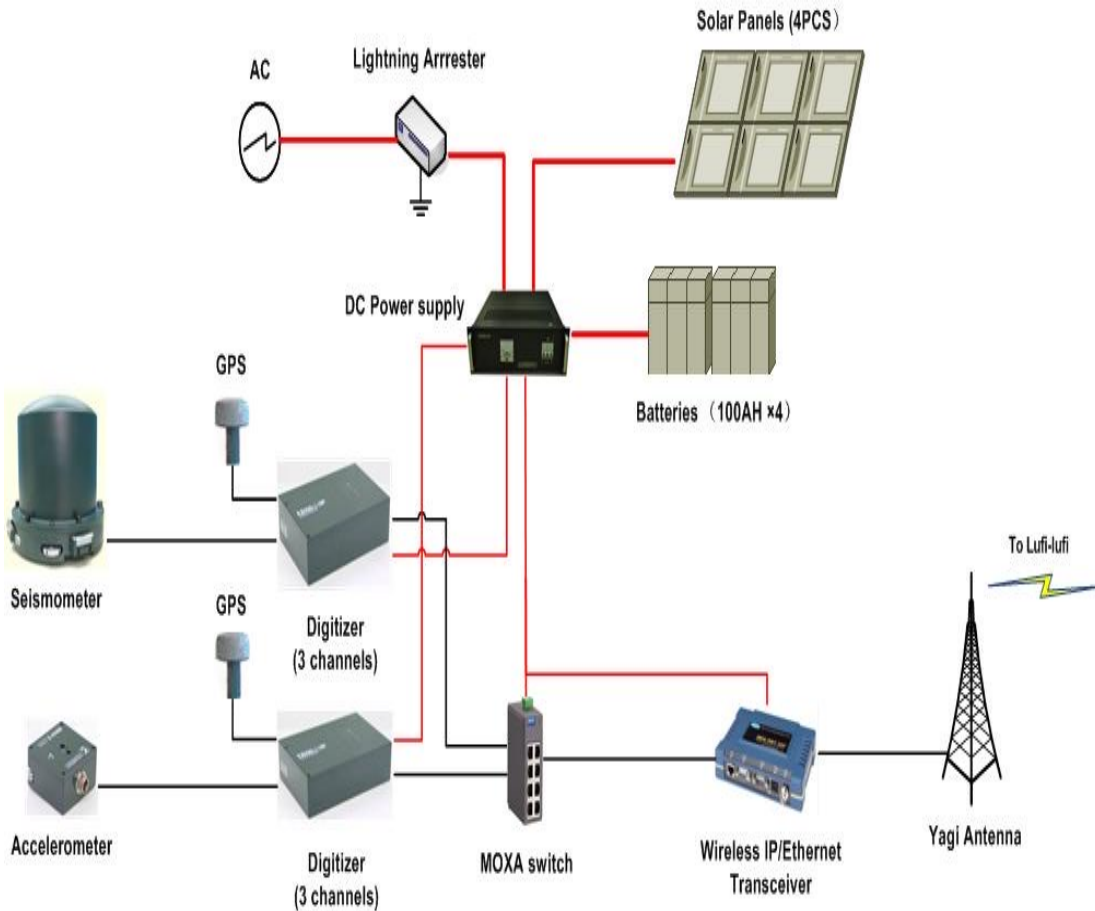 Solar Panels (4PCS）
Lightning Arrrester
AC
DC Power supply
Batteries（100AH ×4）
GPS
To Lufi-lufi
Seismometer
GPS
Digitizer
(3 channels)
Accelerometer
Digitizer
(3 channels)
MOXA switch
Wireless IP/Ethernet
Transceiver
Yagi Antenna